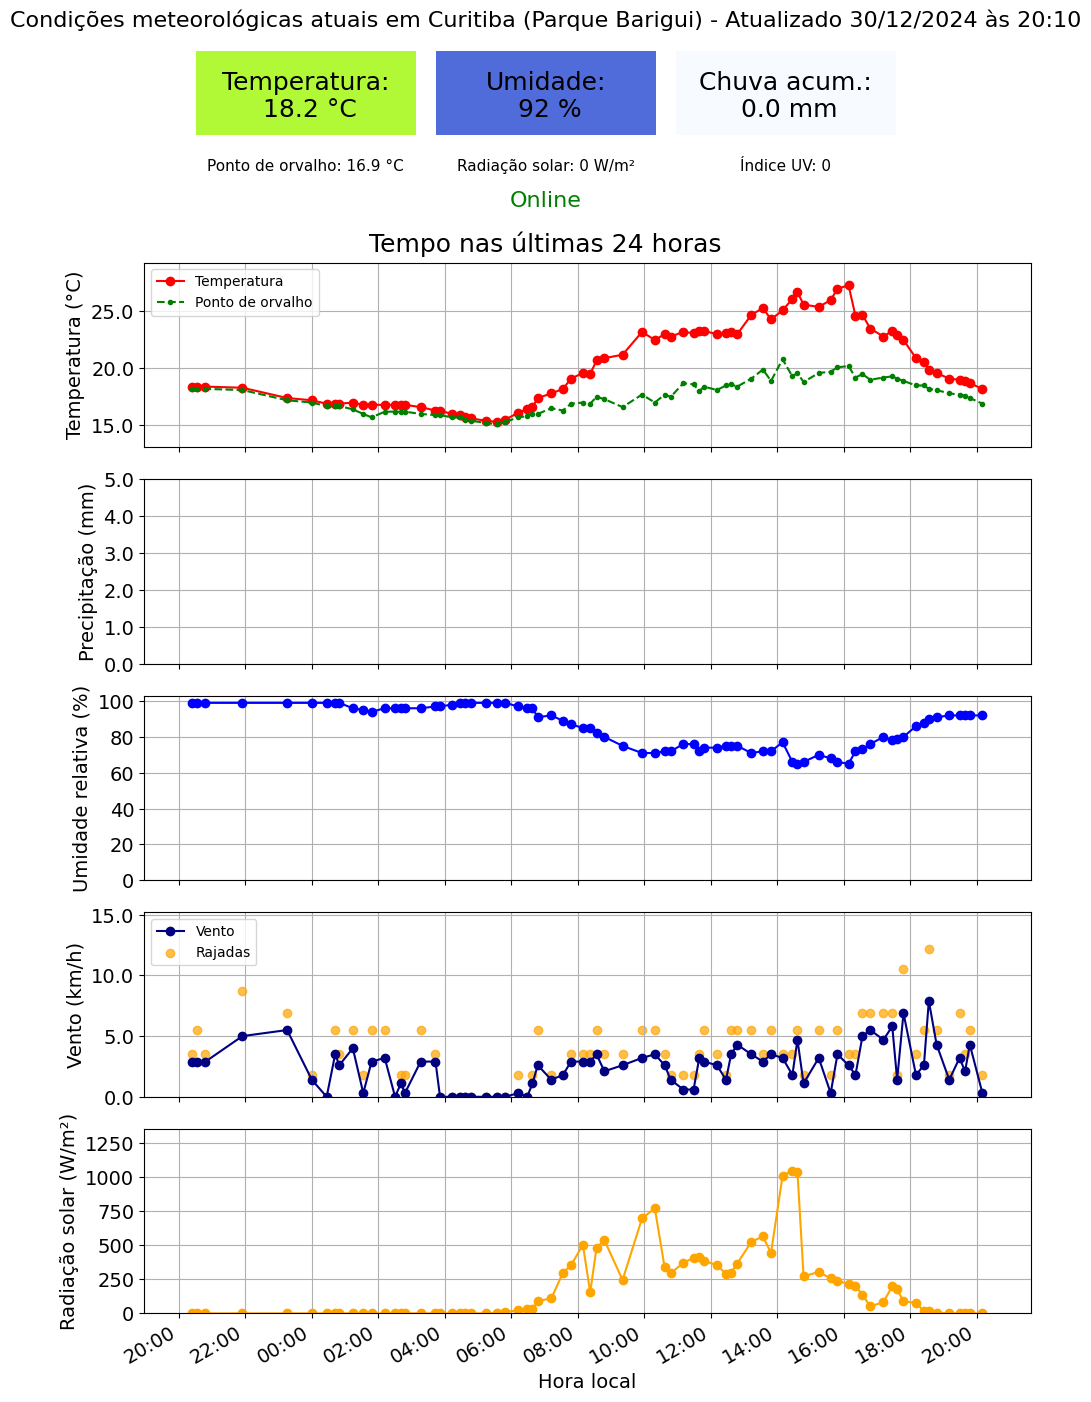 Condições meteorológicas atuais em Curitiba (Parque Barigui) - Atualizado 30/12/2024 às 20:10
Temperatura:
18.2 °C
Umidade:
92 %
Chuva acum.:
0.0 mm
Ponto de orvalho: 16.9 °C
Radiação solar: 0 W/m²
Índice UV: 0
Online
Tempo nas últimas 24 horas
Temperatura (°C)
25.0
20.0
15.0
Temperatura
Ponto de orvalho
Precipitação (mm)
5.0
4.0
3.0
2.0
1.0
0.0
Umidade relativa (%)
100
80
60
40
20
0
Vento (km/h)
15.0
10.0
5.0
0.0
Vento
Rajadas
Radiação solar (W/m²)
1250
1000
750
500
250
0
20:00
22:00
00:00
02:00
04:00
06:00
08:00
10:00
12:00
14:00
16:00
18:00
20:00
Hora local